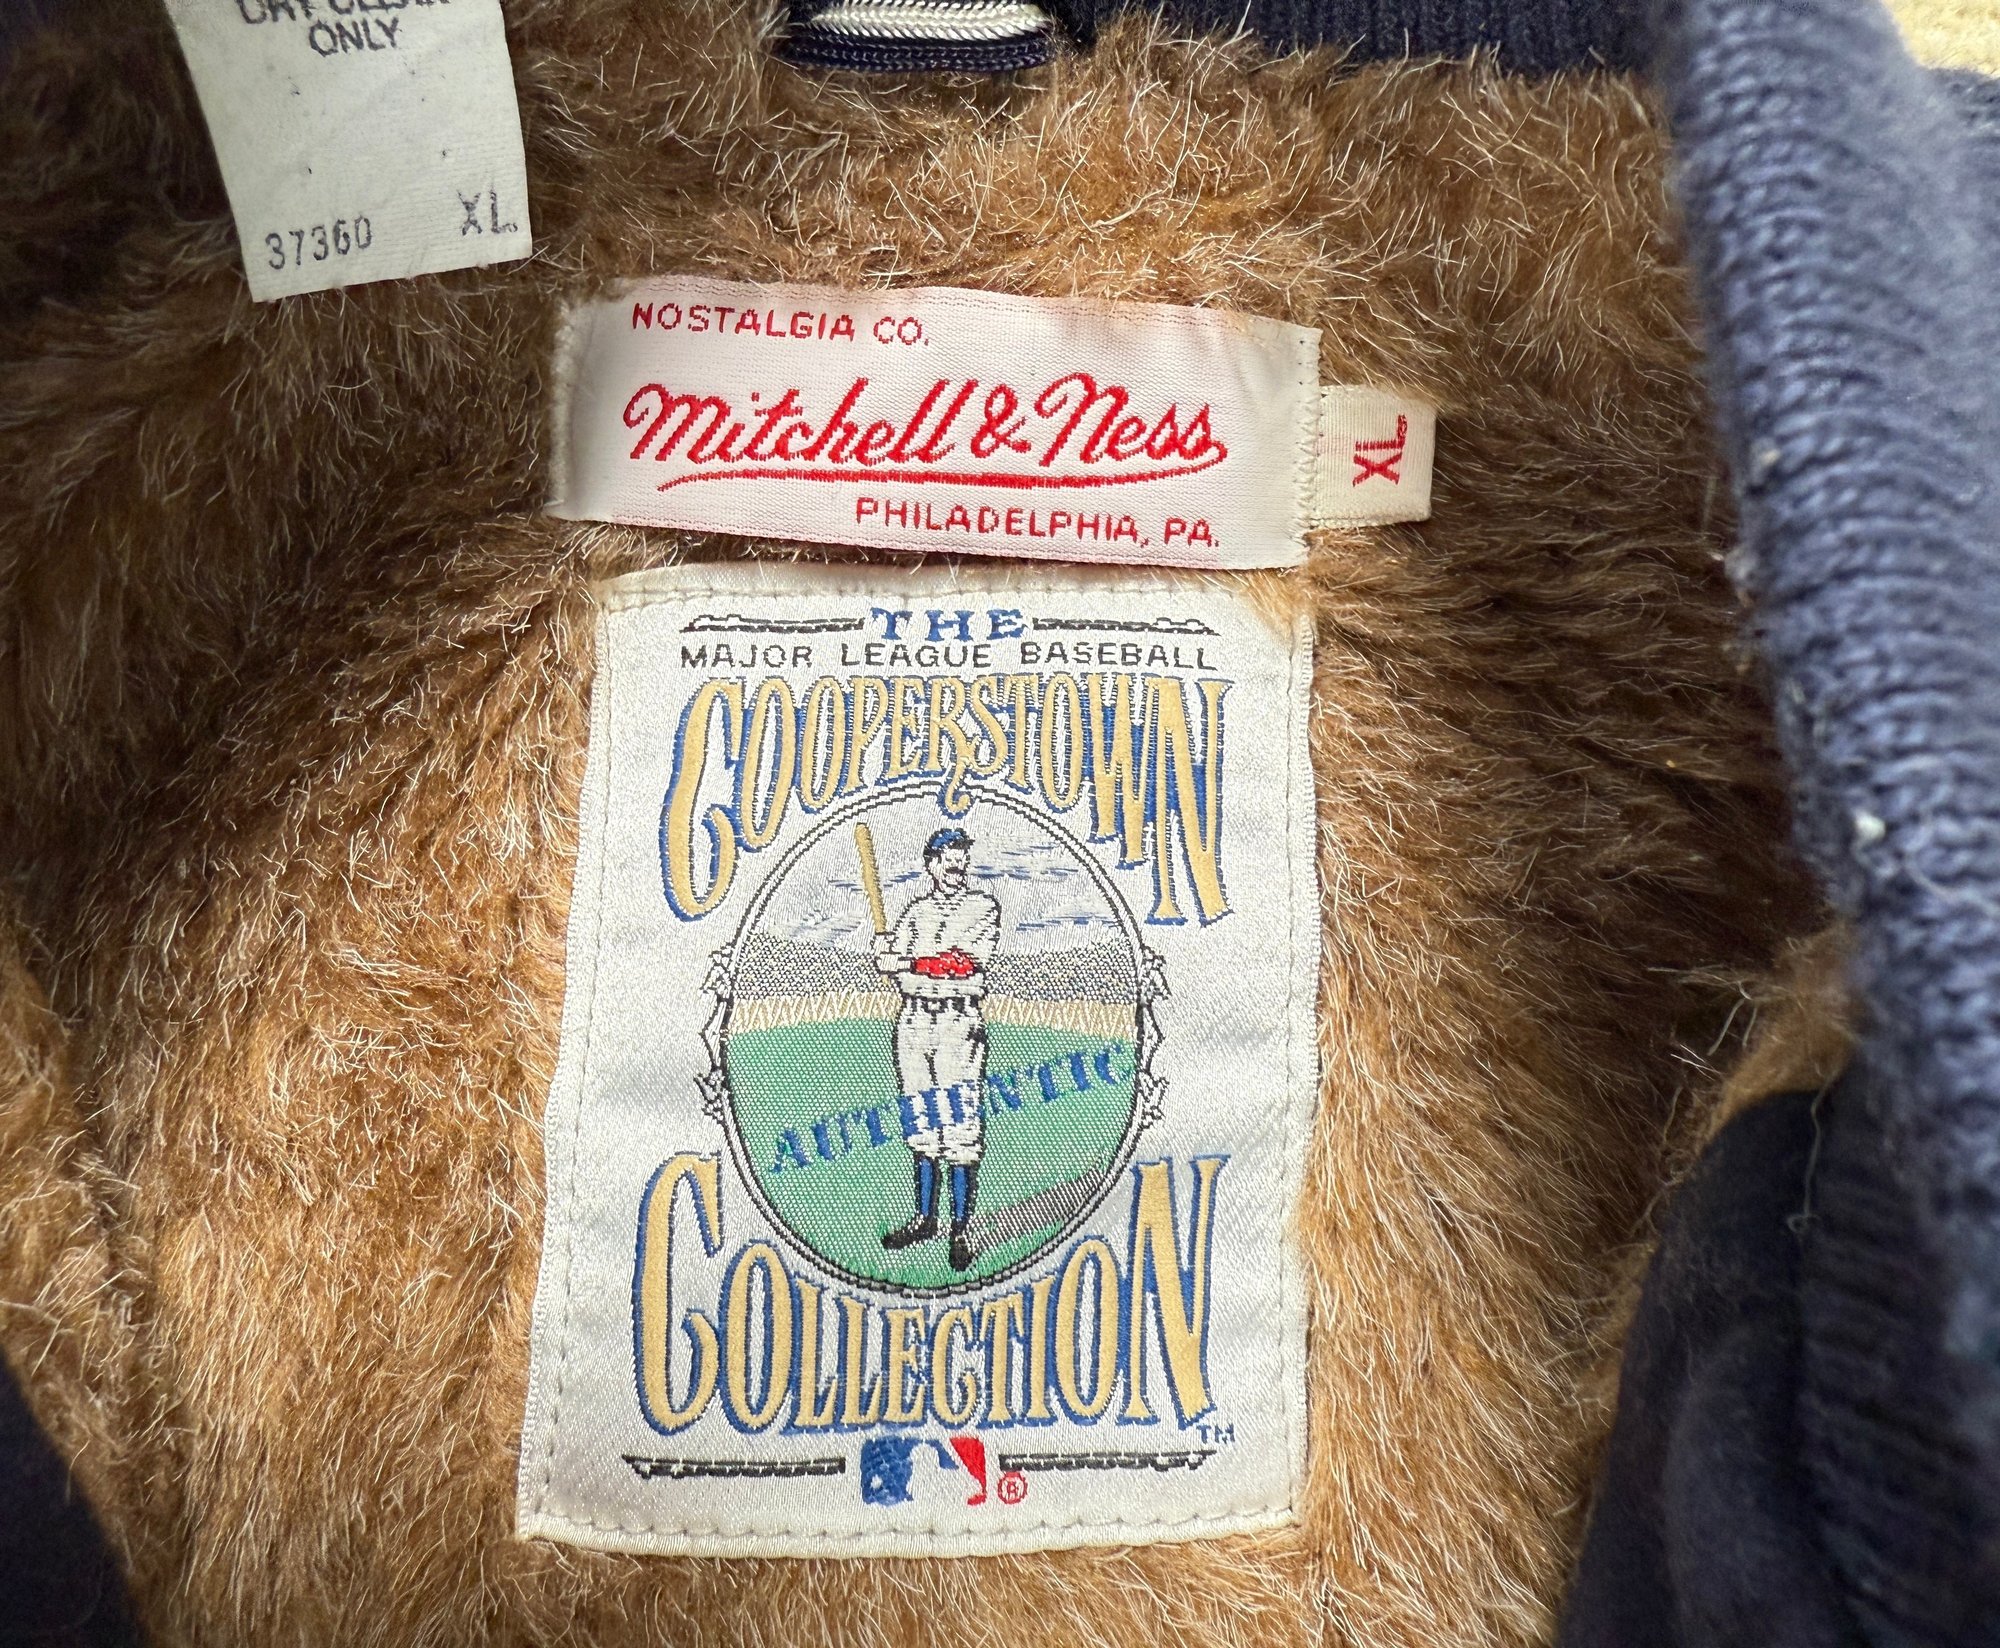 ONLY
37360 XL
NOSTALGIA CO.
Mitchell & Ness
PHILADELPHIA, PA.
XL
THE
MAJOR LEAGUE BASEBALL
COOPERSTOWN
AUTHENTIC
COLLECTION
TM
®